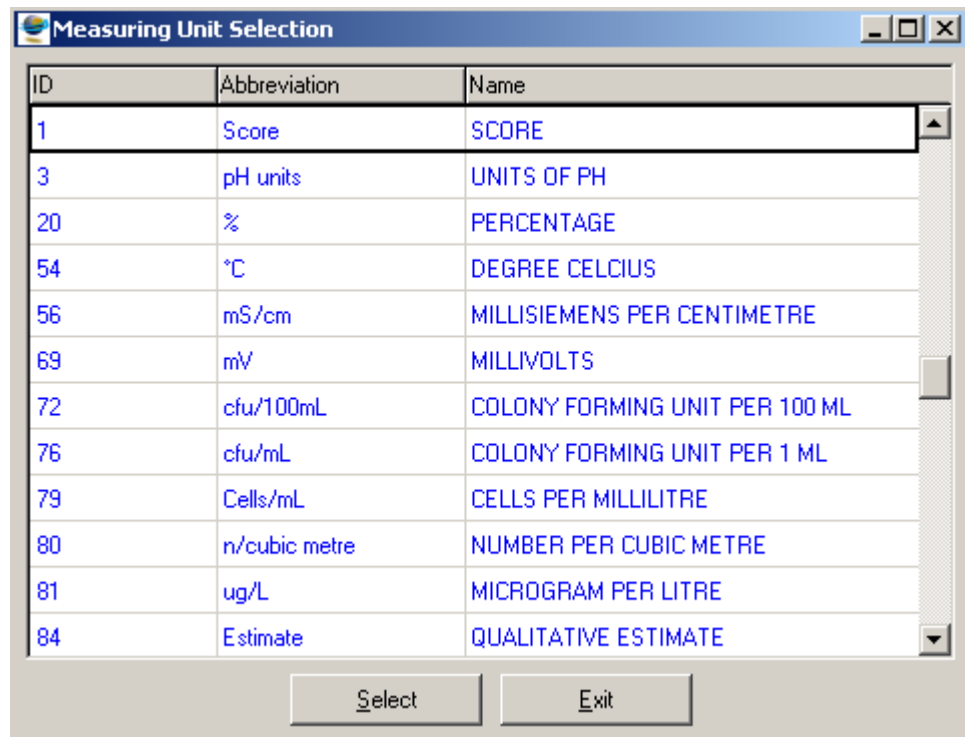 Measuring Unit Selection
ID Abbreviation Name
1 Score SCORE
3 pH units UNITS OF PH
20 % PERCENTAGE
54 °C DEGREE CELCIUS
56 mS/cm MILLISIEMENS PER CENTIMETRE
69 mV MILLIVOLTS
72 cfu/100mL COLONY FORMING UNIT PER 100 ML
76 cfu/mL COLONY FORMING UNIT PER 1 ML
79 Cells/mL CELLS PER MILLILITRE
80 n/cubic metre NUMBER PER CUBIC METRE
81 ug/L MICROGRAM PER LITRE
84 Estimate QUALITATIVE ESTIMATE
Select Exit